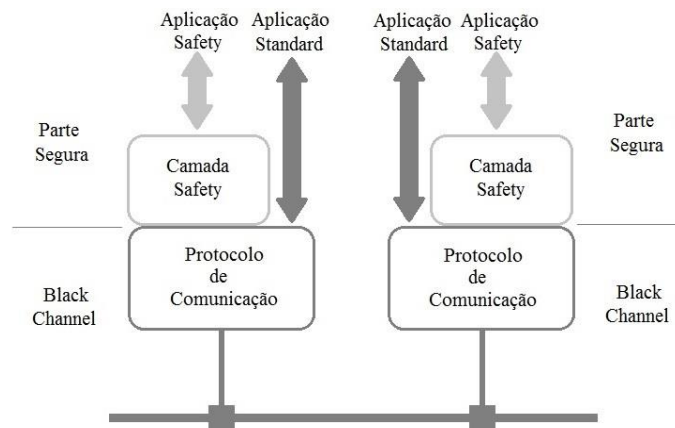 Aplicação
Safety
Aplicação
Standard
Aplicação
Standard
Aplicação
Safety
Parte
Segura
Camada
Safety
Camada
Safety
Parte
Segura
Black
Channel
Protocolo
de
Comunicação
Protocolo
de
Comunicação
Black
Channel